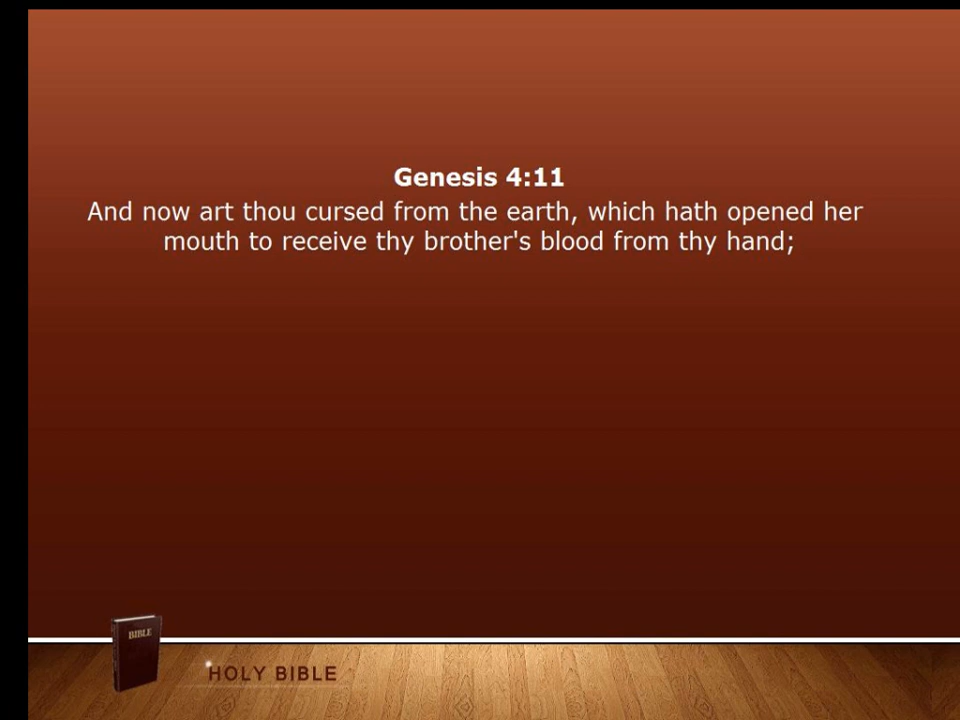 Genesis 4:11
And now art thou cursed from the earth, which hath opened her
mouth to receive thy brother's blood from thy hand;
BIBLE
HOLY BIBLE